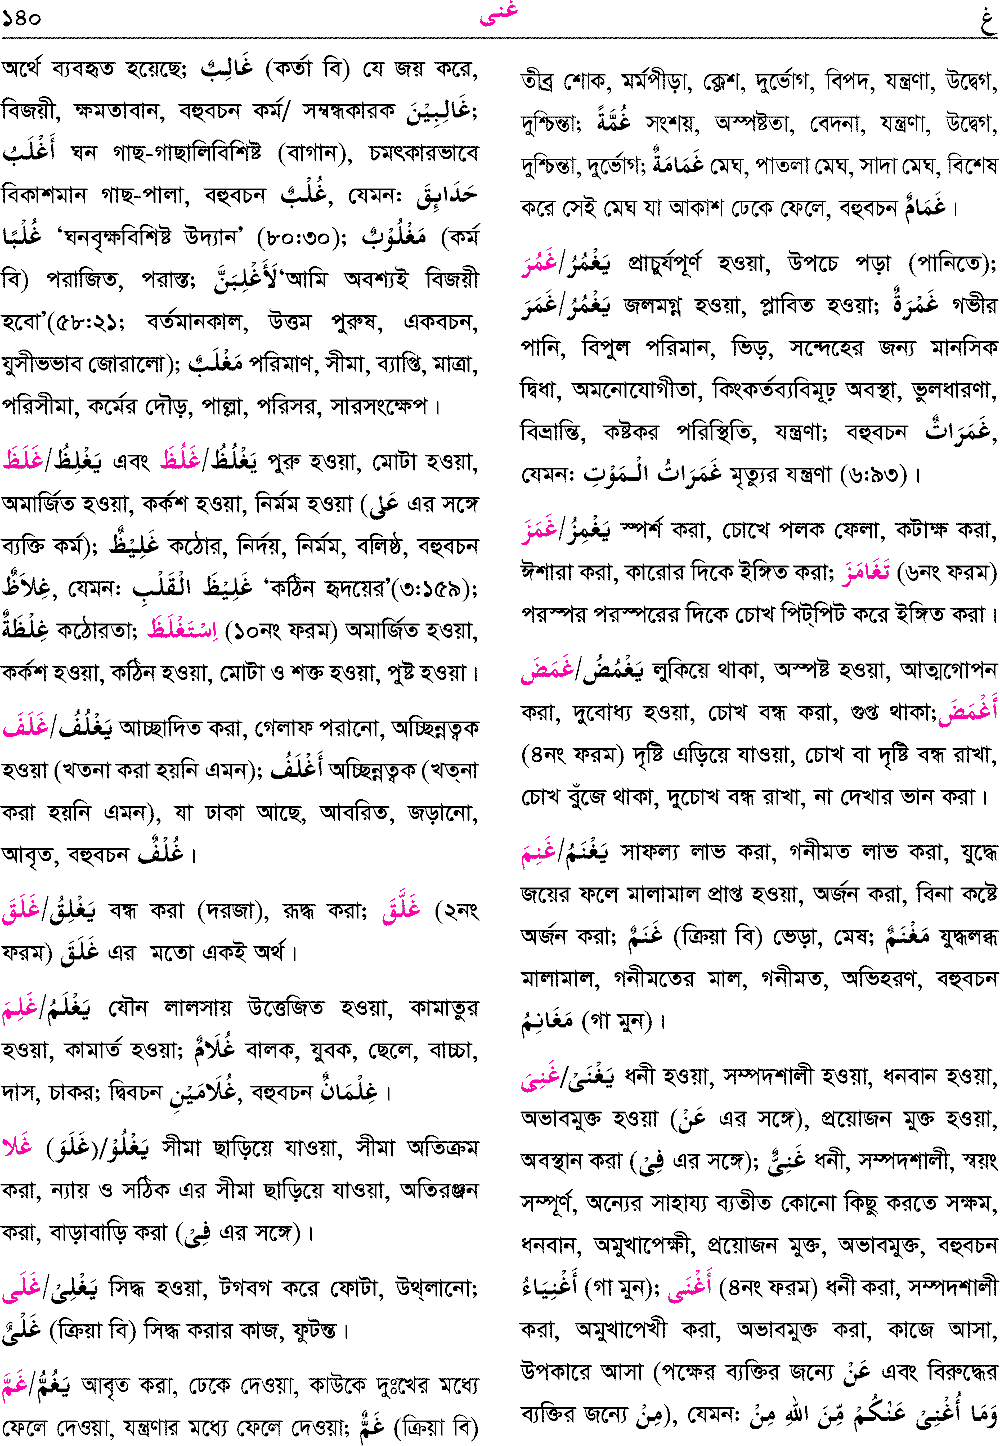 ১৪০ غَنِى غ
অর্থে ব্যবহৃত হয়েছে; غَالِبٌ (কর্তা বি) যে জয় করে,
বিজয়ী, ক্ষমতাবান, বহুবচন কর্ম/ সম্বন্ধকারক غَالِبِيْنَ;
أَغْلَبُ ঘন গাছ-গাছালিবিশিষ্ট (বাগান), চমৎকারভাবে
বিকাশমান গাছ-পালা, বহুবচন غُلْبٌ, যেমন: حَدَائِقَ
غُلْبًا ‘ঘনবৃক্ষবিশিষ্ট উদ্যান’ (৮০:৩০); مَغْلُوْبٌ (কর্ম
বি) পরাজিত, পরাস্ত; لَأَغْلِبَنَّ‘আমি অবশ্যই বিজয়ী
হবো’(৫৮:২১; বর্তমানকাল, উত্তম পুরুষ, একবচন,
যুসীভভাব জোরালো); مَغْلَبٌ পরিমাণ, সীমা, ব্যাপ্তি, মাত্রা,
পরিসীমা, কর্মের দৌড়, পাল্লা, পরিসর, সারসংক্ষেপ।
غَلَظَ/يَغْلِظُ এবং غَلُظَ/يَغْلُظُ পুরু হওয়া, মোটা হওয়া,
অমার্জিত হওয়া, কর্কশ হওয়া, নির্মম হওয়া (عَلى এর সঙ্গে
ব্যক্তি কর্ম); غَلِيْظٌ কঠোর, নির্দয়, নির্মম, বলিষ্ঠ, বহুবচন
غِلاَظٌ, যেমন: غَلِيْظَ الْقَلْبِ ‘কঠিন হৃদয়ের’(৩:১৫৯);
غِلْظَةٌ কঠোরতা; اِسْتَغْلَظَ (১০নং ফরম) অমার্জিত হওয়া,
কর্কশ হওয়া, কঠিন হওয়া, মোটা ও শক্ত হওয়া, পুষ্ট হওয়া।
غَلَفَ/يَغْلُفُ আচ্ছাদিত করা, গেলাফ পরানো, অচ্ছিন্নত্বক
হওয়া (খতনা করা হয়নি এমন); أَغْلَفُ অচ্ছিন্নত্বক (খত্না
করা হয়নি এমন), যা ঢাকা আছে, আবরিত, জড়ানো,
আবৃত, বহুবচন غُلْفٌ।
غَلَقَ/يَغْلِقُ বন্ধ করা (দরজা), রূদ্ধ করা; غَلَّقَ (২নং
ফরম) غَلَقَ এর মতো একই অর্থ।
غَلِمَ/يَغْلَمُ যৌন লালসায় উত্তেজিত হওয়া, কামাতুর
হওয়া, কামার্ত হওয়া; غُلَامٌ বালক, যুবক, ছেলে, বাচ্চা,
দাস, চাকর; দ্বিবচন غُلَامَيْنِ, বহুবচন غِلْمَانٌ।
غَلا (غَلَوَ)/يَغْلُوْ সীমা ছাড়িয়ে যাওয়া, সীমা অতিক্রম
করা, ন্যায় ও সঠিক এর সীমা ছাড়িয়ে যাওয়া, অতিরঞ্জন
করা, বাড়াবাড়ি করা (فِيْ এর সঙ্গে)।
غَلَى/يَغْلِيْ সিদ্ধ হওয়া, টগবগ করে ফোটা, উথ্লানো;
غَلْيٌ (ক্রিয়া বি) সিদ্ধ করার কাজ, ফুটন্ত।
غَمَّ/يَغُمُّ আবৃত করা, ঢেকে দেওয়া, কাউকে দুঃখের মধ্যে
ফেলে দেওয়া, যন্ত্রণার মধ্যে ফেলে দেওয়া; غَمٌّ (ক্রিয়া বি)
তীব্র শোক, মর্মপীড়া, ক্লেশ, দুর্ভোগ, বিপদ, যন্ত্রণা, উদ্বেগ,
দুশ্চিন্তা; غُمَّةً সংশয়, অস্পষ্টতা, বেদনা, যন্ত্রণা, উদ্বেগ,
দুশ্চিন্তা, দুর্ভোগ; غَمَامَةٌ মেঘ, পাতলা মেঘ, সাদা মেঘ, বিশেষ
করে সেই মেঘ যা আকাশ ঢেকে ফেলে, বহুবচন غَمَامٌ।
غَمُرَ/يَغْمُرُ প্রাচুর্যপূর্ণ হওয়া, উপচে পড়া (পানিতে);
غَمَرَ/يَغْمُرُ জলমগ্ন হওয়া, প্লাবিত হওয়া; غَمْرَةٌ গভীর
পানি, বিপুল পরিমান, ভিড়, সন্দেহের জন্য মানসিক
দ্বিধা, অমনোযোগীতা, কিংকর্তব্যবিমূঢ় অবস্থা, ভুলধারণা,
বিভ্রান্তি, কষ্টকর পরিস্থিতি, যন্ত্রণা; বহুবচন غَمَرَاتٌ,
যেমন: غَمَرَاتُ الْـمَوْتِ মৃত্যুর যন্ত্রণা (৬:৯৩)।
غَمَزَ/يَغْمِزُ স্পর্শ করা, চোখে পলক ফেলা, কটাক্ষ করা,
ঈশারা করা, কারোর দিকে ইঙ্গিত করা; تَغَامَزَ (৬নং ফরম)
পরস্পর পরস্পরের দিকে চোখ পিট্পিট করে ইঙ্গিত করা।
غَمَضَ/يَغْمُضُ লুকিয়ে থাকা, অস্পষ্ট হওয়া, আত্মগোপন
করা, দুবোধ্য হওয়া, চোখ বন্ধ করা, গুপ্ত থাকা;أَغْمَضَ
(৪নং ফরম) দৃষ্টি এড়িয়ে যাওয়া, চোখ বা দৃষ্টি বন্ধ রাখা,
চোখ বুঁজে থাকা, দুচোখ বন্ধ রাখা, না দেখার ভান করা।
غَنِمَ/يَغْنَمُ সাফল্য লাভ করা, গনীমত লাভ করা, যুদ্ধে
জয়ের ফলে মালামাল প্রাপ্ত হওয়া, অর্জন করা, বিনা কষ্টে
অর্জন করা; غَنَمٌ (ক্রিয়া বি) ভেড়া, মেষ; مَغْنَمٌ যুদ্ধলব্ধ
মালামাল, গনীমতের মাল, গনীমত, অভিহরণ, বহুবচন
مَغَانِمُ (গা মুন)।
غَنِىَ/يَغْنَىْ ধনী হওয়া, সম্পদশালী হওয়া, ধনবান হওয়া,
অভাবমুক্ত হওয়া (عَنْ এর সঙ্গে), প্রয়োজন মুক্ত হওয়া,
অবস্থান করা (فِيْ এর সঙ্গে); غَنِيٌّ ধনী, সম্পদশালী, স্বয়ং
সম্পূর্ণ, অন্যের সাহায্য ব্যতীত কোনো কিছু করতে সক্ষম,
ধনবান, অমুখাপেক্ষী, প্রয়োজন মুক্ত, অভাবমুক্ত, বহুবচন
أَغْنِيَاءُ (গা মুন); أَغْنَى (৪নং ফরম) ধনী করা, সম্পদশালী
করা, অমুখাপেখী করা, অভাবমুক্ত করা, কাজে আসা,
উপকারে আসা (পক্ষের ব্যক্তির জন্যে عَنْ এবং বিরুদ্ধের
ব্যক্তির জন্যে مِنْ), যেমন: وَمَا أُغْنِيْ عَنْكُمْ مِّنَ اللهِ مِنْ